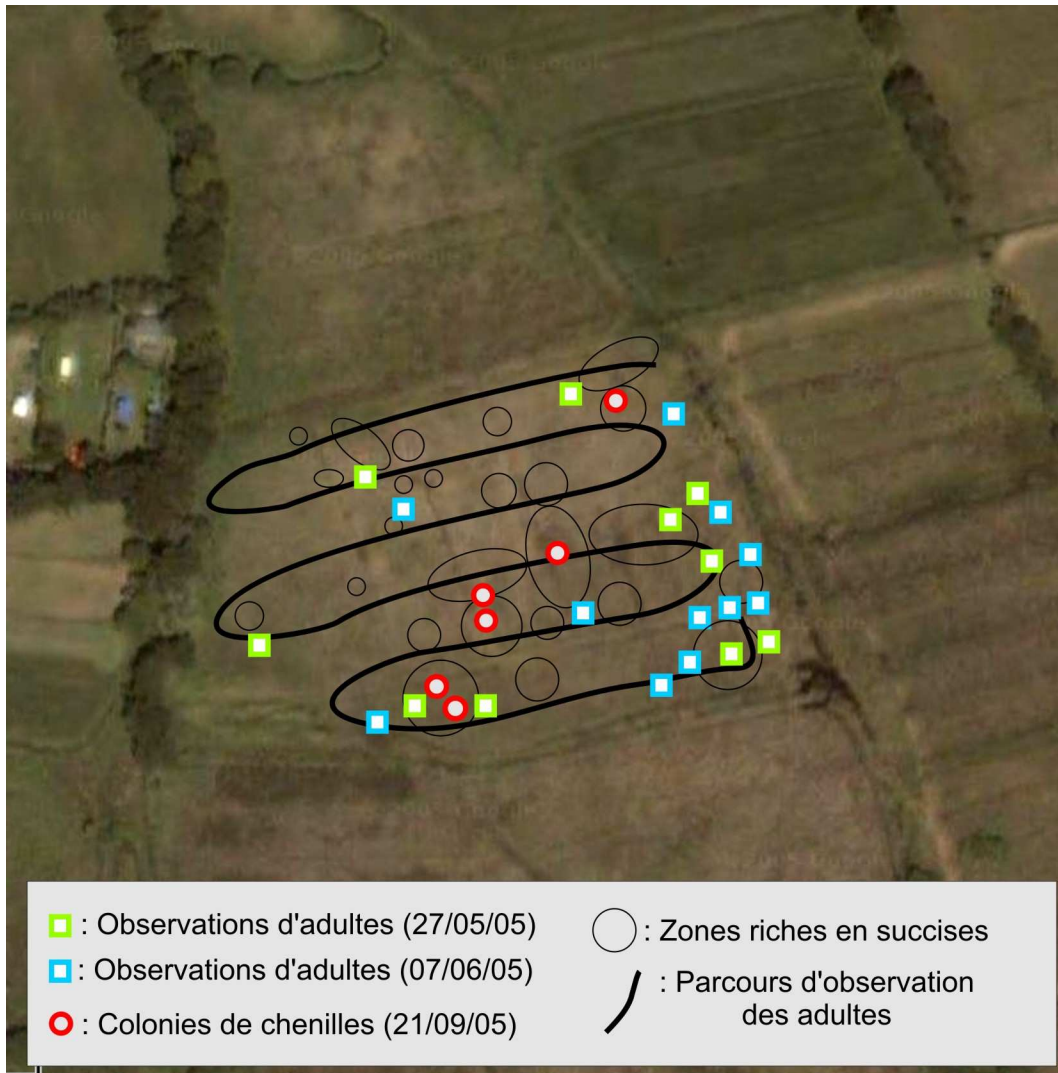 : Observations d'adultes (27/05/05)
: Observations d'adultes (07/06/05)
: Colonies de chenilles (21/09/05)
: Zones riches en succises
: Parcours d'observation
des adultes